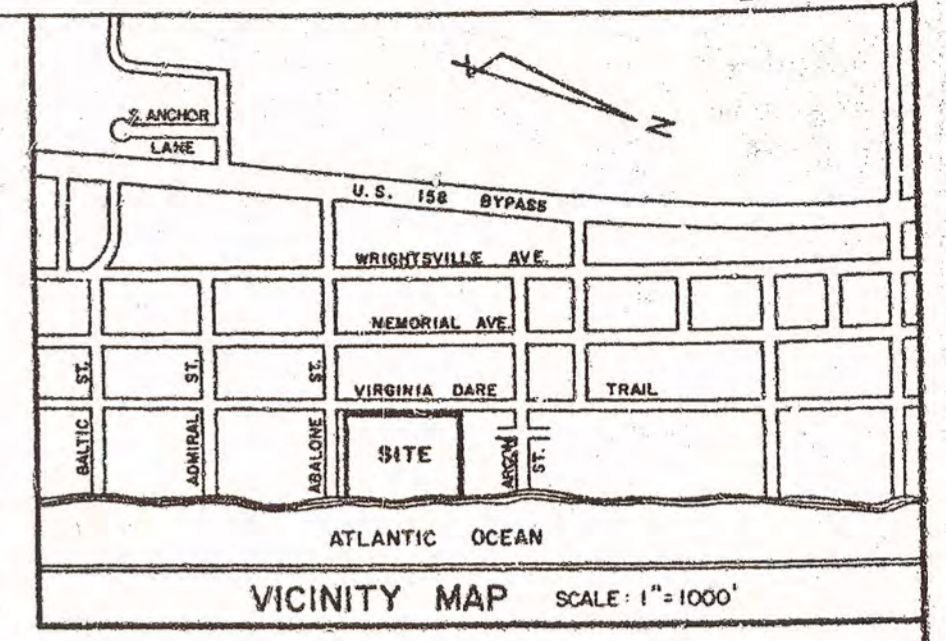 S. ANCHOR
LANE
N
U.S. 158 BYPASS
WRIGHTSVILLE AVE.
MEMORIAL AVE.
VIRGINIA DARE TRAIL
BALTIC ST.
ADMIRAL ST.
ABALONE ST.
SITE
ST.
ATLANTIC OCEAN
VICINITY MAP SCALE: 1"=1000'